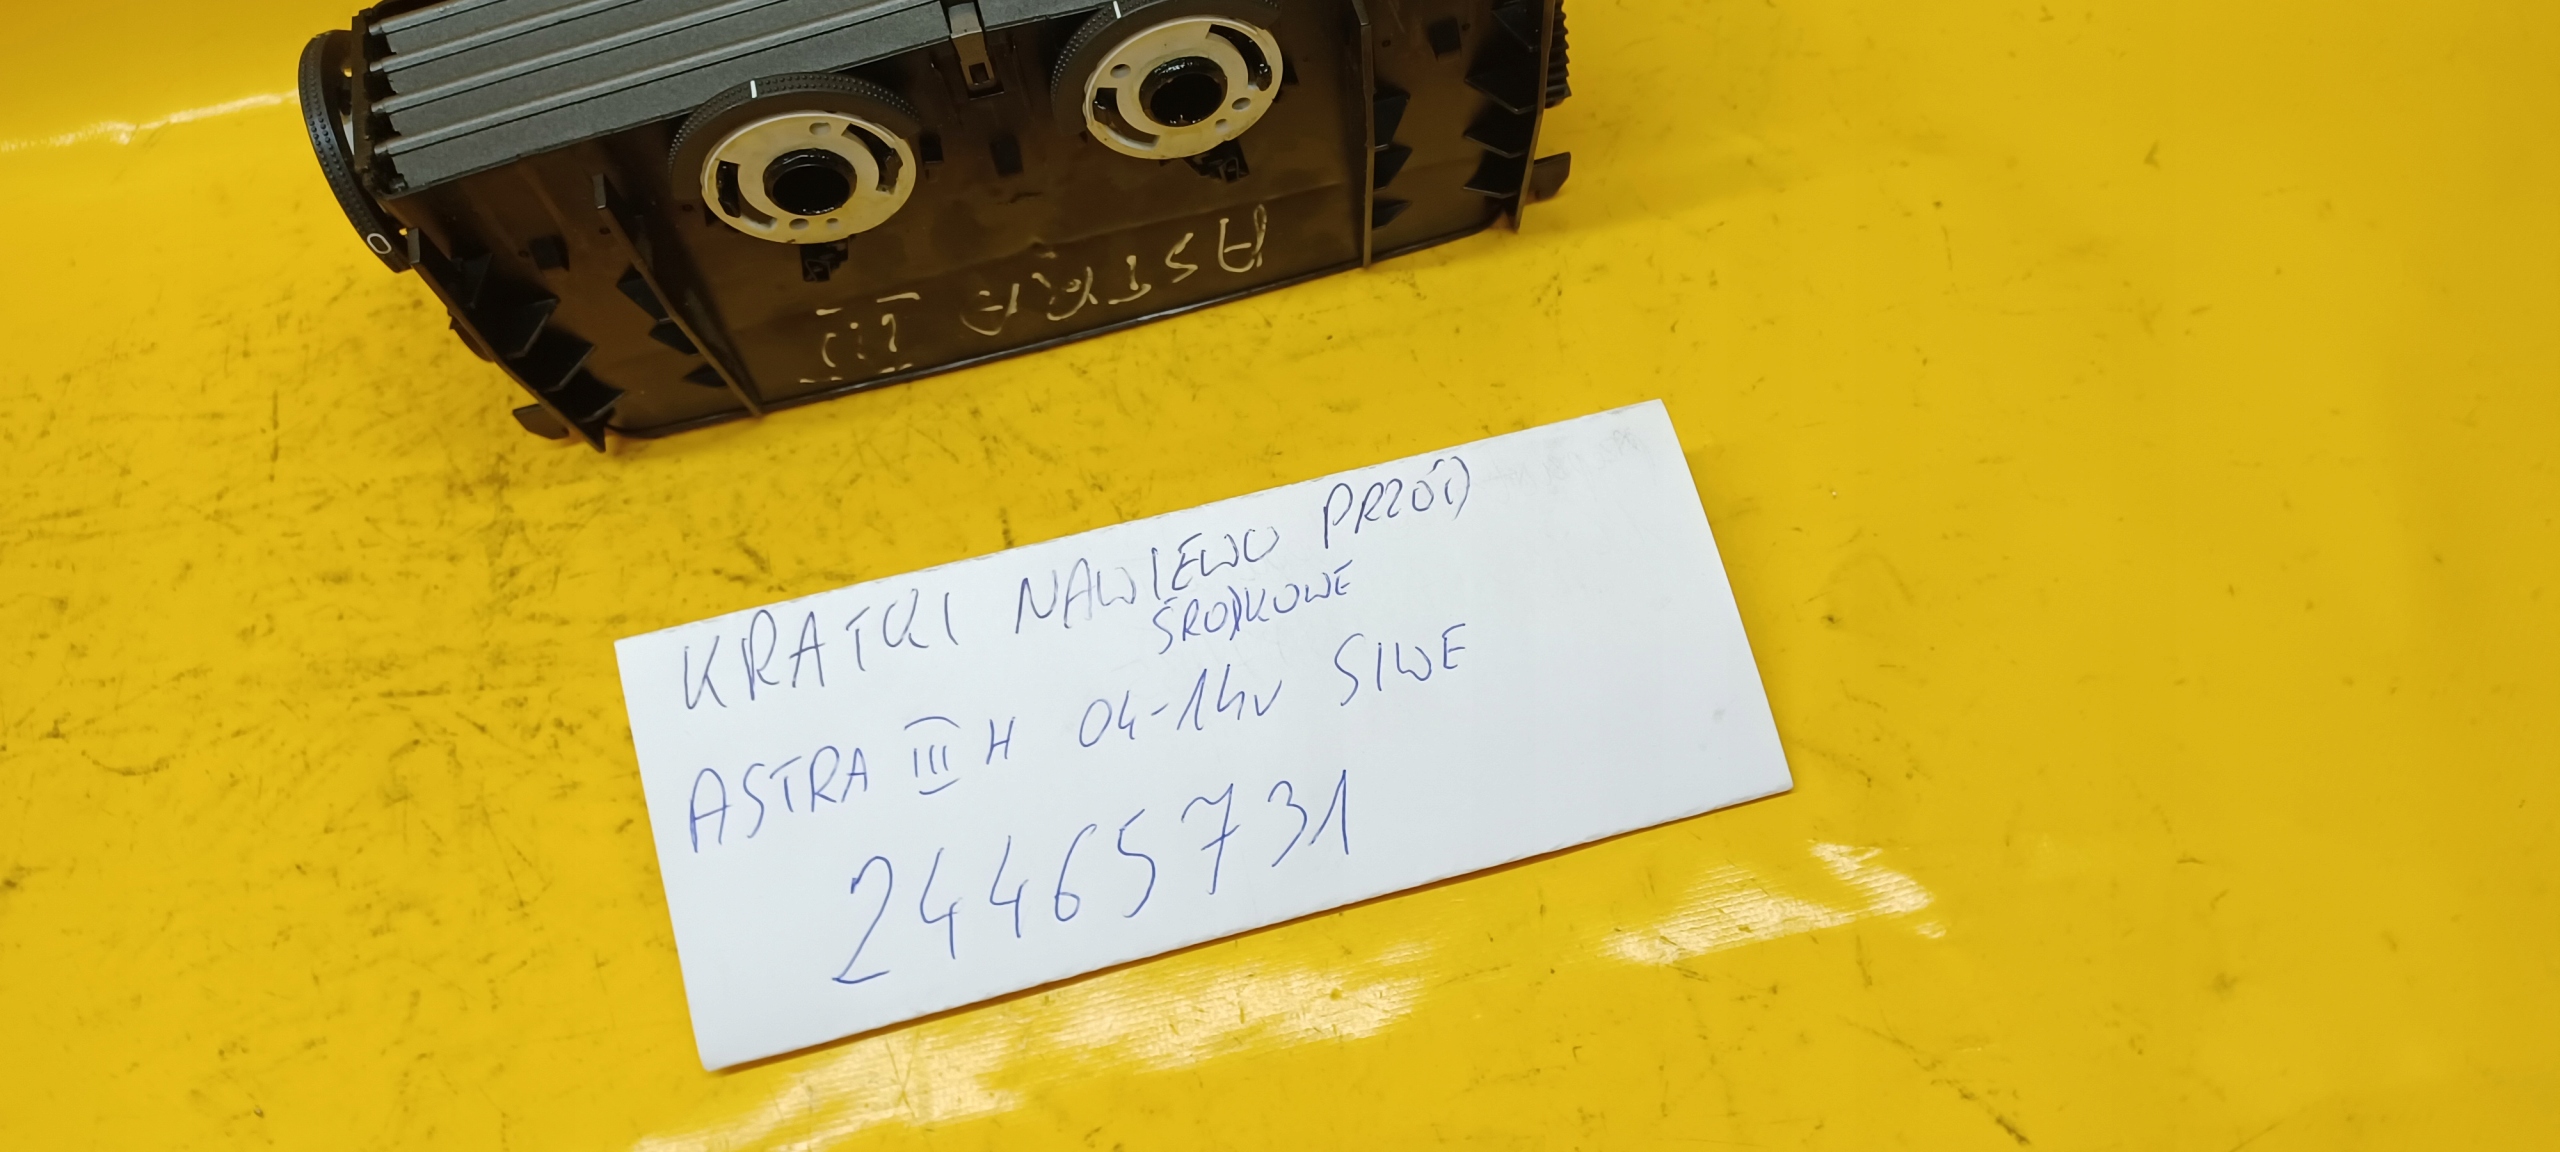 ASTRA III
KRATKI NAWIEWU PRZÓD
ŚRODKOWE
ASTRA III H 04-14r SIWE
24465731